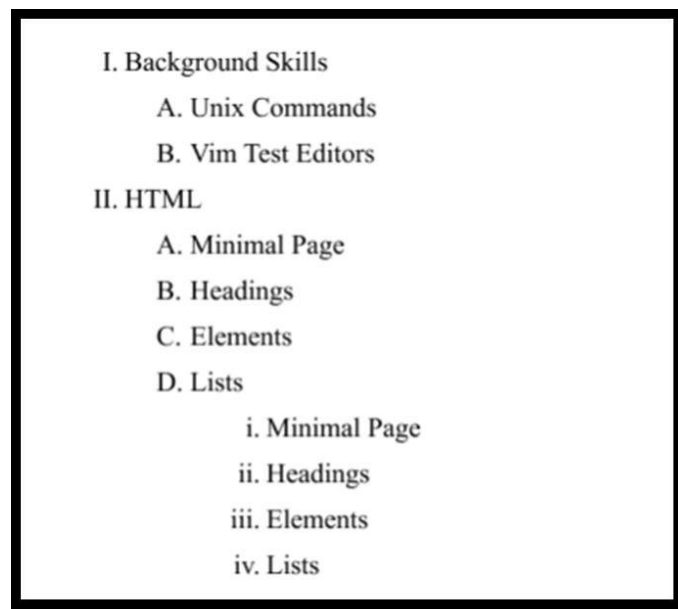 I. Background Skills
A. Unix Commands
B. Vim Test Editors
II. HTML
A. Minimal Page
B. Headings
C. Elements
D. Lists
i. Minimal Page
ii. Headings
iii. Elements
iv. Lists